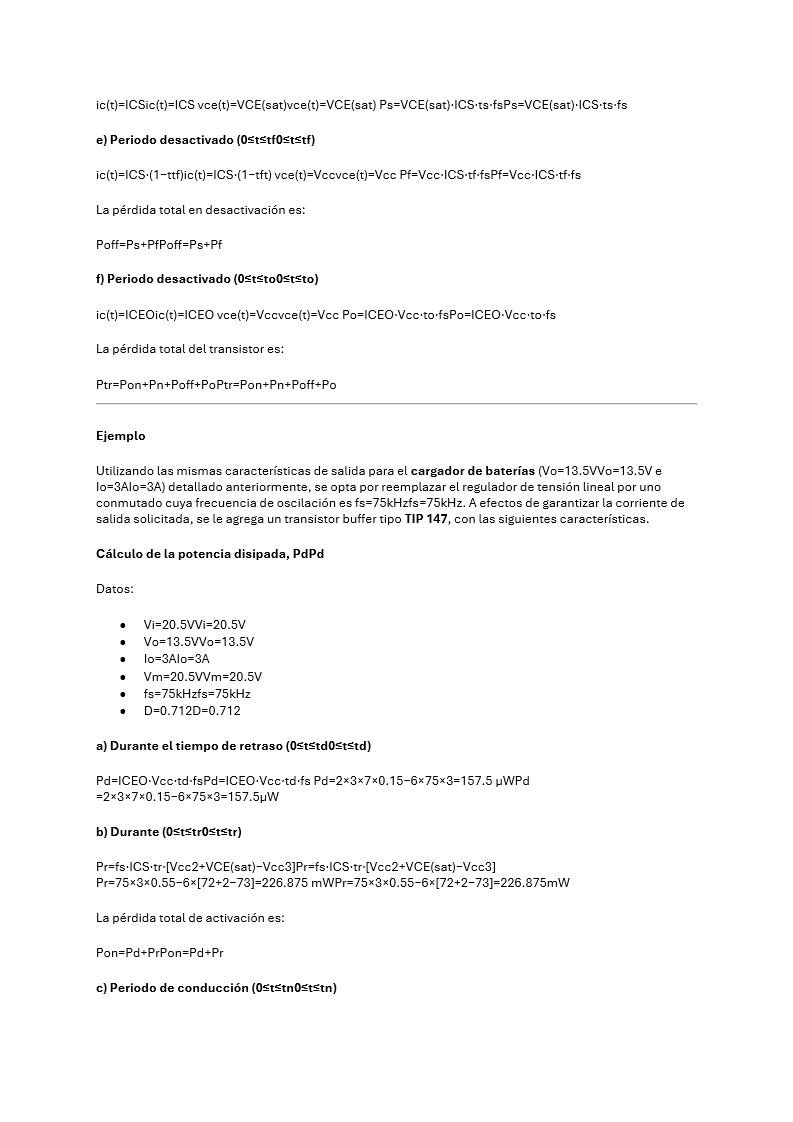 ic(t)=ICSic(t)=ICS vce(t)=VCE(sat)vce(t)=VCE(sat) Ps=VCE(sat)⋅ICS⋅ts⋅fsPs=VCE(sat)⋅ICS⋅ts⋅fs
e) Periodo desactivado (0≤t≤tf0≤t≤tf)
ic(t)=ICS⋅(1−ttf)ic(t)=ICS⋅(1−tft) vce(t)=Vccvce(t)=Vcc Pf=Vcc⋅ICS⋅tf⋅fsPf=Vcc⋅ICS⋅tf⋅fs
La pérdida total en desactivación es:
Poff=Ps+PfPoff=Ps+Pf
f) Periodo desactivado (0≤t≤to0≤t≤to)
ic(t)=ICEOic(t)=ICEO vce(t)=Vccvce(t)=Vcc Po=ICEO⋅Vcc⋅to⋅fsPo=ICEO⋅Vcc⋅to⋅fs
La pérdida total del transistor es:
Ptr=Pon+Pn+Poff+PoPtr=Pon+Pn+Poff+Po
Ejemplo
Utilizando las mismas características de salida para el cargador de baterías (Vo=13.5VVo=13.5V e
Io=3AIo=3A) detallado anteriormente, se opta por reemplazar el regulador de tensión lineal por uno
conmutado cuya frecuencia de oscilación es fs=75kHzfs=75kHz. A efectos de garantizar la corriente de
salida solicitada, se le agrega un transistor buffer tipo TIP 147, con las siguientes características.
Cálculo de la potencia disipada, PdPd
Datos:
• Vi=20.5VVi=20.5V
• Vo=13.5VVo=13.5V
• Io=3AIo=3A
• Vm=20.5VVm=20.5V
• fs=75kHzfs=75kHz
• D=0.712D=0.712
a) Durante el tiempo de retraso (0≤t≤td0≤t≤td)
Pd=ICEO⋅Vcc⋅td⋅fsPd=ICEO⋅Vcc⋅td⋅fs Pd=2×3×7×0.15−6×75×3=157.5 μWPd
=2×3×7×0.15−6×75×3=157.5μW
b) Durante (0≤t≤tr0≤t≤tr)
Pr=fs⋅ICS⋅tr⋅[Vcc2+VCE(sat)−Vcc3]Pr=fs⋅ICS⋅tr⋅[Vcc2+VCE(sat)−Vcc3]
Pr=75×3×0.55−6×[72+2−73]=226.875 mWPr=75×3×0.55−6×[72+2−73]=226.875mW
La pérdida total de activación es:
Pon=Pd+PrPon=Pd+Pr
c) Periodo de conducción (0≤t≤tn0≤t≤tn)